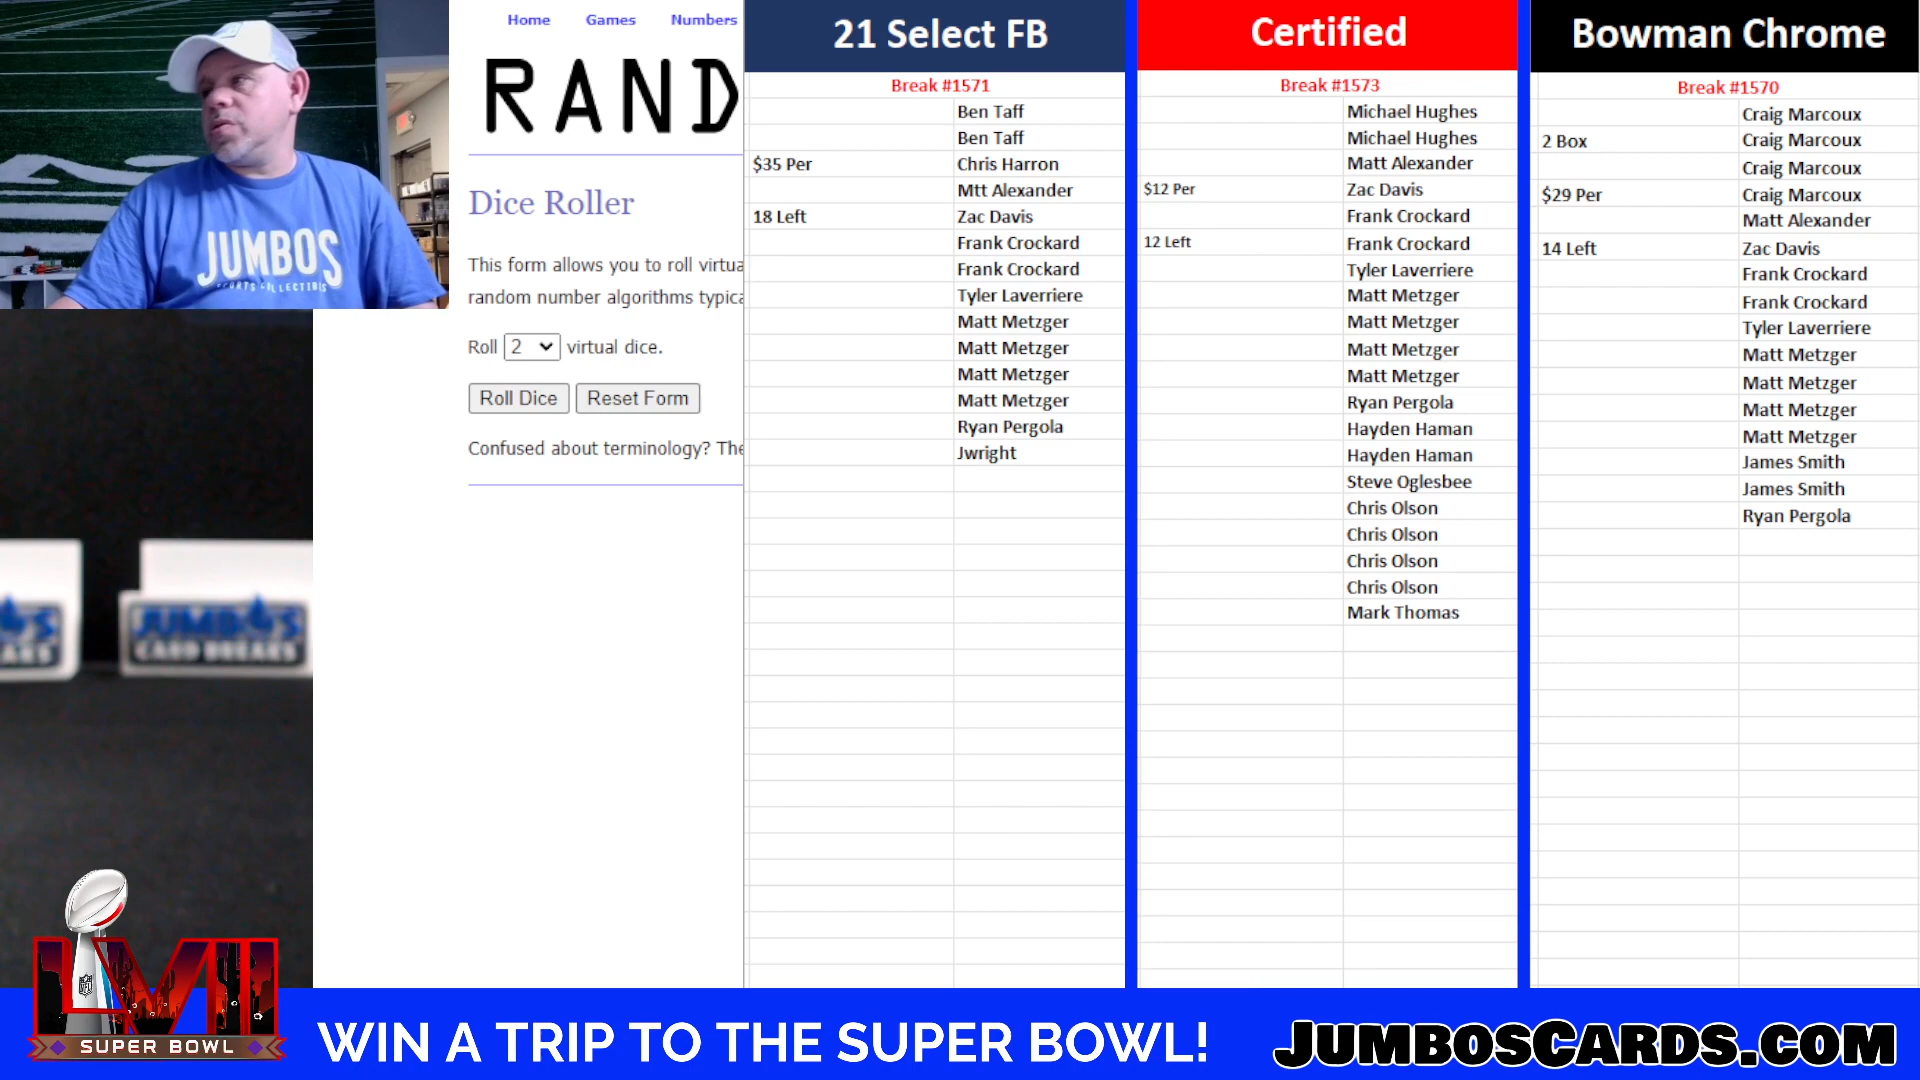 JUMBOS
SPORTS COLLECTIBLES
EXIT
JUMBO'S
CARD BREAKS
SUPER BOWL
Home Games Numbers
RAND
Dice Roller
This form allows you to roll virtua
random number algorithms typica
Roll 2 virtual dice.
Roll Dice Reset Form
Confused about terminology? The
21 Select FB
Break #1571
Ben Taff
Ben Taff
$35 Per Chris Harron
Mtt Alexander
18 Left Zac Davis
Frank Crockard
Frank Crockard
Tyler Laverriere
Matt Metzger
Matt Metzger
Matt Metzger
Matt Metzger
Ryan Pergola
Jwright
Certified
Break #1573
Michael Hughes
Michael Hughes
Matt Alexander
$12 Per Zac Davis
Frank Crockard
12 Left Frank Crockard
Tyler Laverriere
Matt Metzger
Matt Metzger
Matt Metzger
Matt Metzger
Ryan Pergola
Hayden Haman
Hayden Haman
Steve Oglesbee
Chris Olson
Chris Olson
Chris Olson
Chris Olson
Mark Thomas
Bowman Chrome
Break #1570
Craig Marcoux
2 Box Craig Marcoux
Craig Marcoux
$29 Per Craig Marcoux
Matt Alexander
14 Left Zac Davis
Frank Crockard
Frank Crockard
Tyler Laverriere
Matt Metzger
Matt Metzger
Matt Metzger
Matt Metzger
James Smith
James Smith
Ryan Pergola
LVII
WIN A TRIP TO THE SUPER BOWL!
JUMBOSCARDS.COM